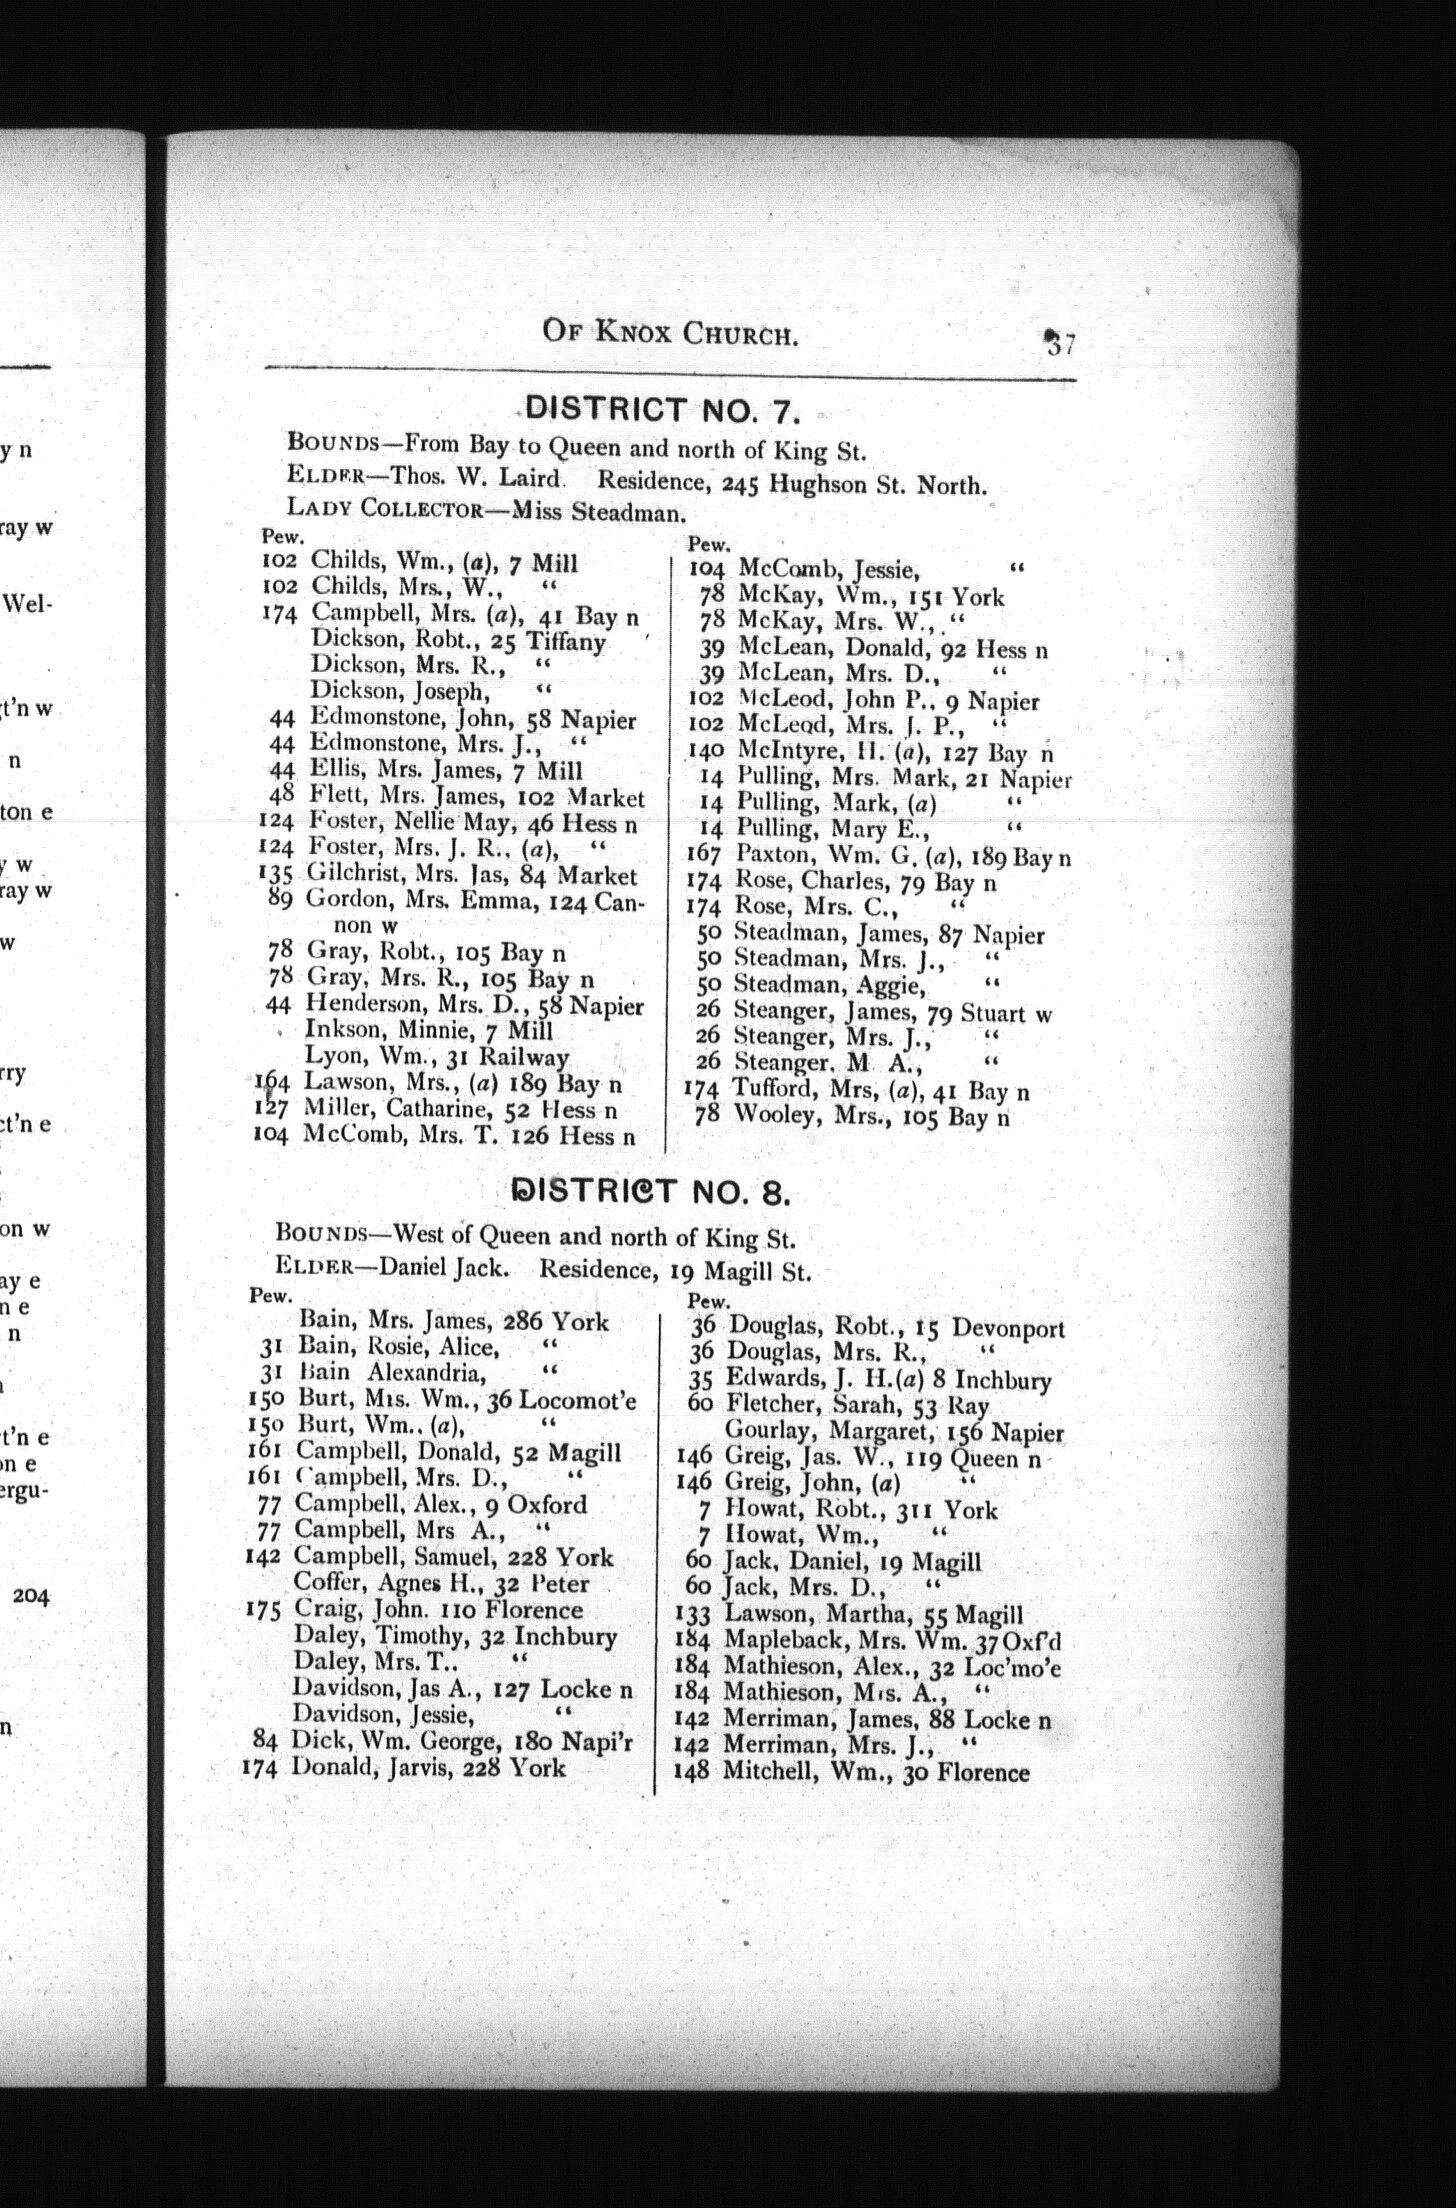 y n
ray w
Wel-
t'n w
n
ton e
y w
ray w
w
rry
ct'n e
on w
ay e
n e
n
t'n e
on e
ergu-
204
n
OF KNOX CHURCH. 37
DISTRICT NO. 7.
BOUNDS—From Bay to Queen and north of King St.
ELDER—Thos. W. Laird. Residence, 245 Hughson St. North.
LADY COLLECTOR—Miss Steadman.
Pew.
102 Childs, Wm., (a), 7 Mill
102 Childs, Mrs., W., “
174 Campbell, Mrs. (a), 41 Bay n
Dickson, Robt., 25 Tiffany
Dickson, Mrs. R., “
Dickson, Joseph, “
44 Edmonstone, John, 58 Napier
44 Edmonstone, Mrs. J., “
44 Ellis, Mrs. James, 7 Mill
48 Flett, Mrs. James, 102 Market
124 Foster, Nellie May, 46 Hess n
124 Foster, Mrs. J. R., (a), “
135 Gilchrist, Mrs. Jas, 84 Market
89 Gordon, Mrs. Emma, 124 Can-
non w
78 Gray, Robt., 105 Bay n
78 Gray, Mrs. R., 105 Bay n
44 Henderson, Mrs. D., 58 Napier
Inkson, Minnie, 7 Mill
Lyon, Wm., 31 Railway
164 Lawson, Mrs., (a) 189 Bay n
127 Miller, Catharine, 52 Hess n
104 McComb, Mrs. T. 126 Hess n
Pew.
104 McComb, Jessie, “
78 McKay, Wm., 151 York
78 McKay, Mrs. W., “
39 McLean, Donald, 92 Hess n
39 McLean, Mrs. D., “
102 McLeod, John P., 9 Napier
102 McLeod, Mrs. J. P., “
140 McIntyre, H. (a), 127 Bay n
14 Pulling, Mrs. Mark, 21 Napier
14 Pulling, Mark, (a) “
14 Pulling, Mary E., “
167 Paxton, Wm. G. (a), 189 Bay n
174 Rose, Charles, 79 Bay n
174 Rose, Mrs. C., “
50 Steadman, James, 87 Napier
50 Steadman, Mrs. J., “
50 Steadman, Aggie, “
26 Steanger, James, 79 Stuart w
26 Steanger, Mrs. J., “
26 Steanger. M A., “
174 Tufford, Mrs, (a), 41 Bay n
78 Wooley, Mrs., 105 Bay n
DISTRICT NO. 8.
BOUNDS—West of Queen and north of King St.
ELDER—Daniel Jack. Residence, 19 Magill St.
Pew.
Bain, Mrs. James, 286 York
31 Bain, Rosie, Alice, “
31 Bain Alexandria, “
150 Burt, Mrs. Wm., 36 Locomot'e
150 Burt, Wm., (a), “
161 Campbell, Donald, 52 Magill
161 Campbell, Mrs. D., “
77 Campbell, Alex., 9 Oxford
77 Campbell, Mrs A., “
142 Campbell, Samuel, 228 York
Coffer, Agnes H., 32 Peter
175 Craig, John. 110 Florence
Daley, Timothy, 32 Inchbury
Daley, Mrs. T.. “
Davidson, Jas A., 127 Locke n
Davidson, Jessie, “
84 Dick, Wm. George, 180 Napi'r
174 Donald, Jarvis, 228 York
Pew.
36 Douglas, Robt., 15 Devonport
36 Douglas, Mrs. R., “
35 Edwards, J. H.(a) 8 Inchbury
60 Fletcher, Sarah, 53 Ray
Gourlay, Margaret, 156 Napier
146 Greig, Jas. W., 119 Queen n
146 Greig, John, (a) “
7 Howat, Robt., 311 York
7 Howat, Wm., “
60 Jack, Daniel, 19 Magill
60 Jack, Mrs. D., “
133 Lawson, Martha, 55 Magill
184 Mapleback, Mrs. Wm. 37 Oxf'd
184 Mathieson, Alex., 32 Loc'mo'e
184 Mathieson, Mrs. A., “
142 Merriman, James, 88 Locke n
142 Merriman, Mrs. J., “
148 Mitchell, Wm., 30 Florence